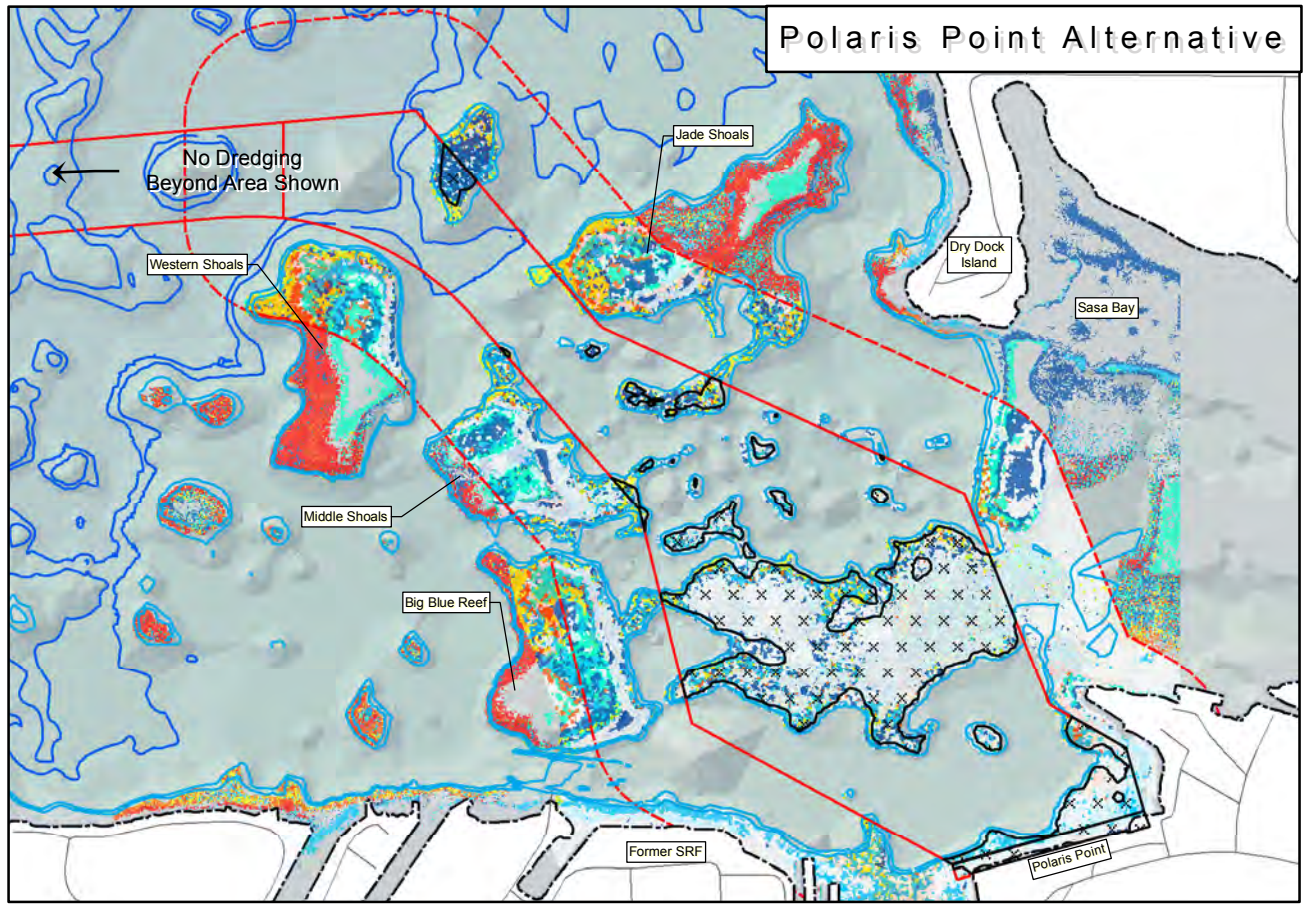 Polaris Point Alternative
Jade Shoals
No Dredging
Beyond Area Shown
Western Shoals
Dry Dock
Island
Sasa Bay
Middle Shoals
Big Blue Reef
Former SRF
Polaris Point